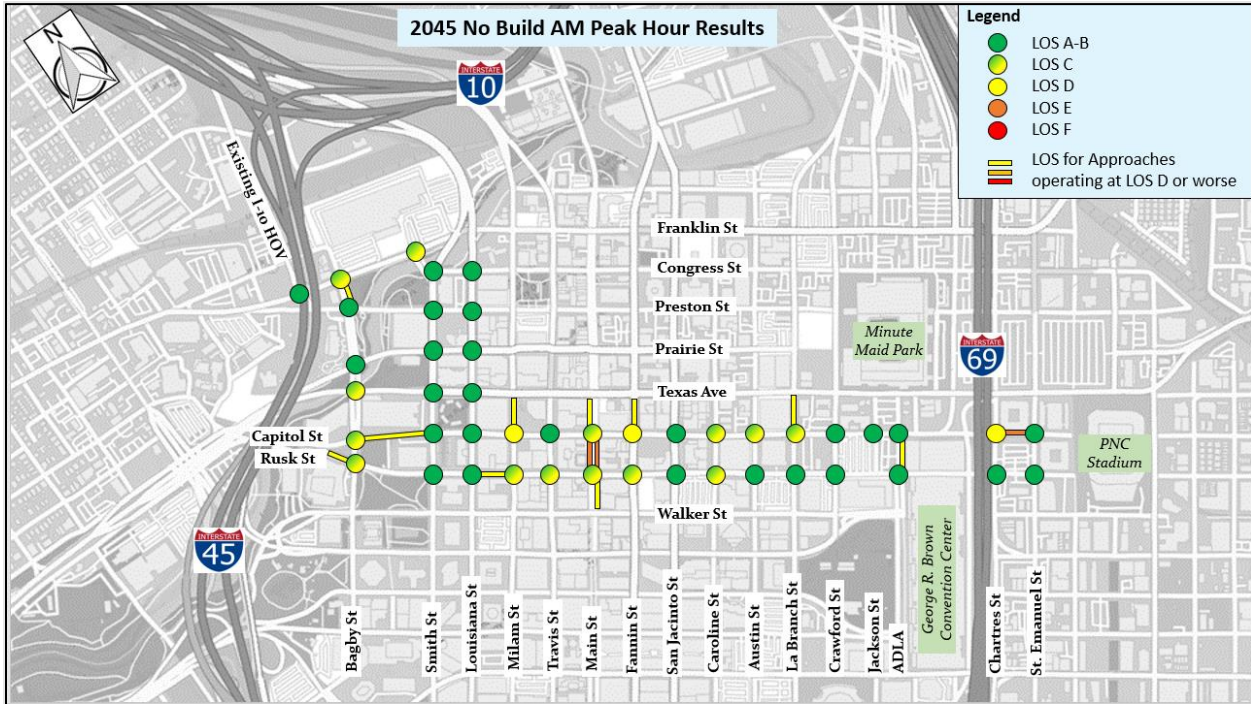 2045 No Build AM Peak Hour Results
Legend
LOS A-B
LOS C
LOS D
LOS E
LOS F
LOS for Approaches
operating at LOS D or worse
N
INTERSTATE
10
Existing I-10 HOV
Franklin St
Congress St
Preston St
Prairie St
Texas Ave
Minute
Maid Park
INTERSTATE
69
Capitol St
Rusk St
PNC
Stadium
Walker St
INTERSTATE
45
Bagby St
Smith St
Louisiana St
Milam St
Travis St
Main St
Fannin St
San Jacinto St
Caroline St
Austin St
La Branch St
Crawford St
Jackson St
ADLA
George R. Brown
Convention Center
Chartres St
St. Emanuel St